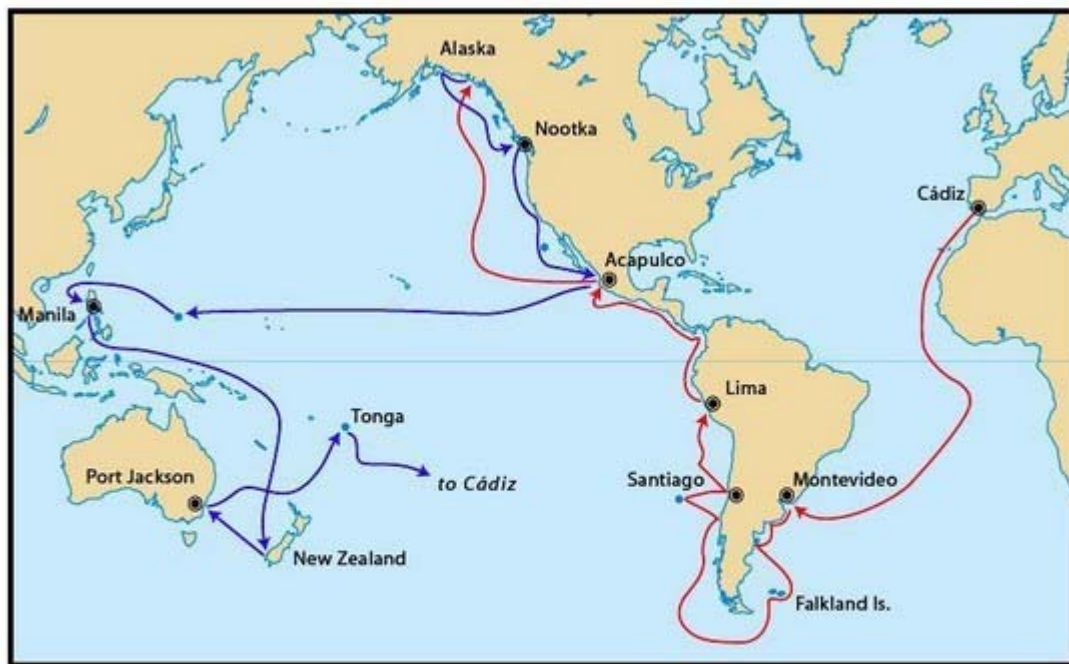 Alaska
Nootka
Cádiz
Acapulco
Manila
Lima
Tonga
Port Jackson
to Cádiz
Santiago
Montevideo
New Zealand
Falkland Is.